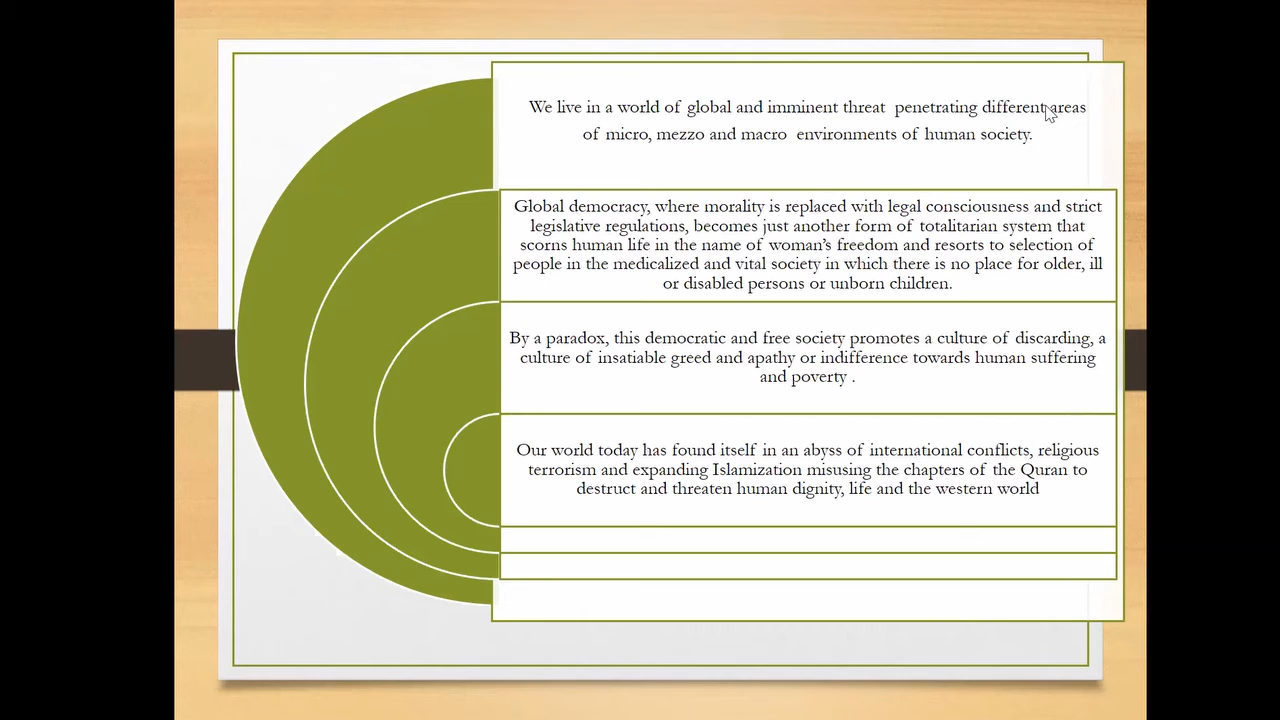 We live in a world of global and imminent threat penetrating different areas
of micro, mezzo and macro environments of human society.
Global democracy, where morality is replaced with legal consciousness and strict
legislative regulations, becomes just another form of totalitarian system that
scorns human life in the name of woman's freedom and resorts to selection of
people in the medicalized and vital society in which there is no place for older, ill
or disabled persons or unborn children.
By a paradox, this democratic and free society promotes a culture of discarding, a
culture of insatiable greed and apathy or indifference towards human suffering
and poverty .
Our world today has found itself in an abyss of international conflicts, religious
terrorism and expanding Islamization misusing the chapters of the Quran to
destruct and threaten human dignity, life and the western world